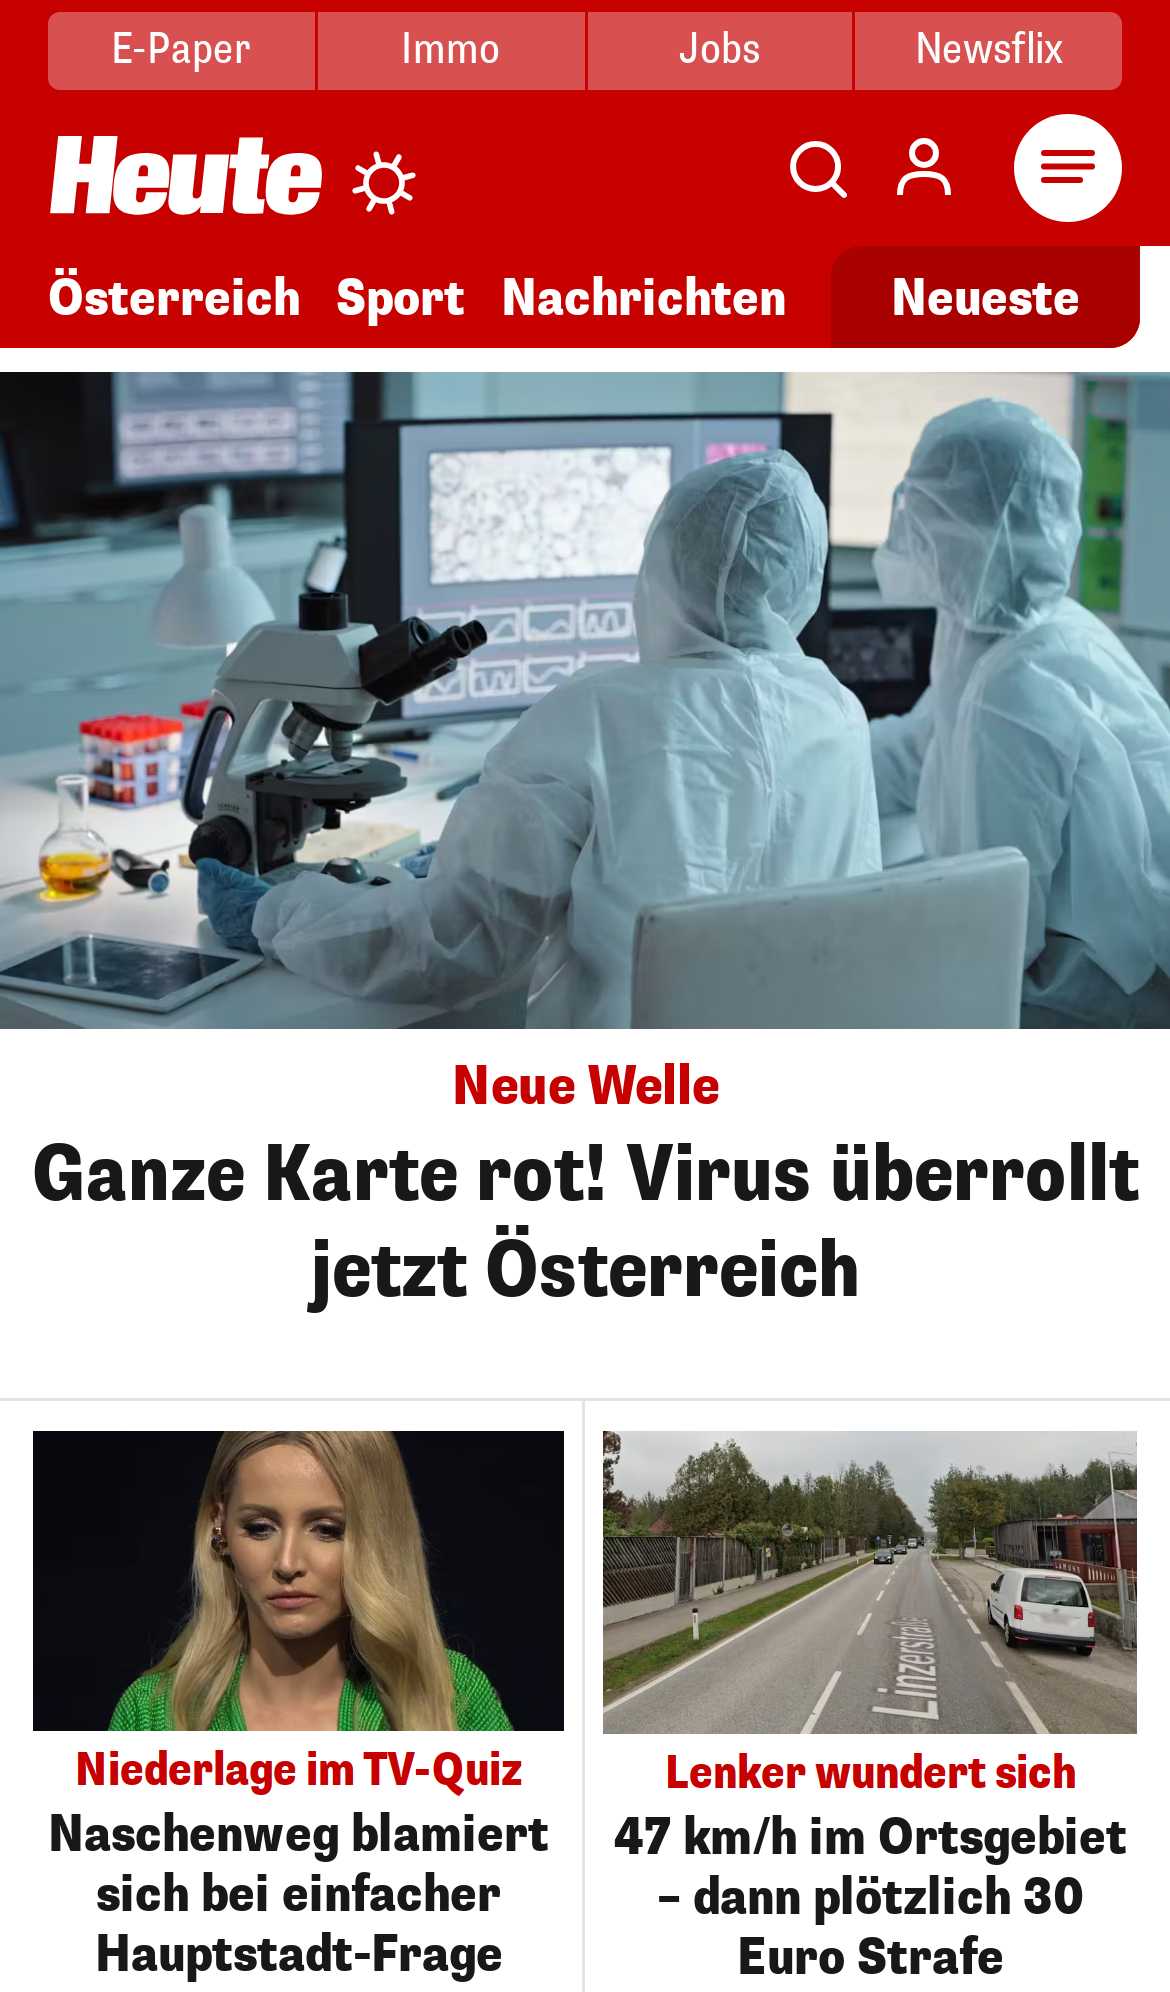 E-Paper Immo Jobs Newsflix
Heute
Österreich Sport Nachrichten Neueste
Neue Welle
Ganze Karte rot! Virus überrollt
jetzt Österreich
Linzerstraße
Niederlage im TV-Quiz
Naschenweg blamiert
sich bei einfacher
Hauptstadt-Frage
Lenker wundert sich
47 km/h im Ortsgebiet
– dann plötzlich 30
Euro Strafe